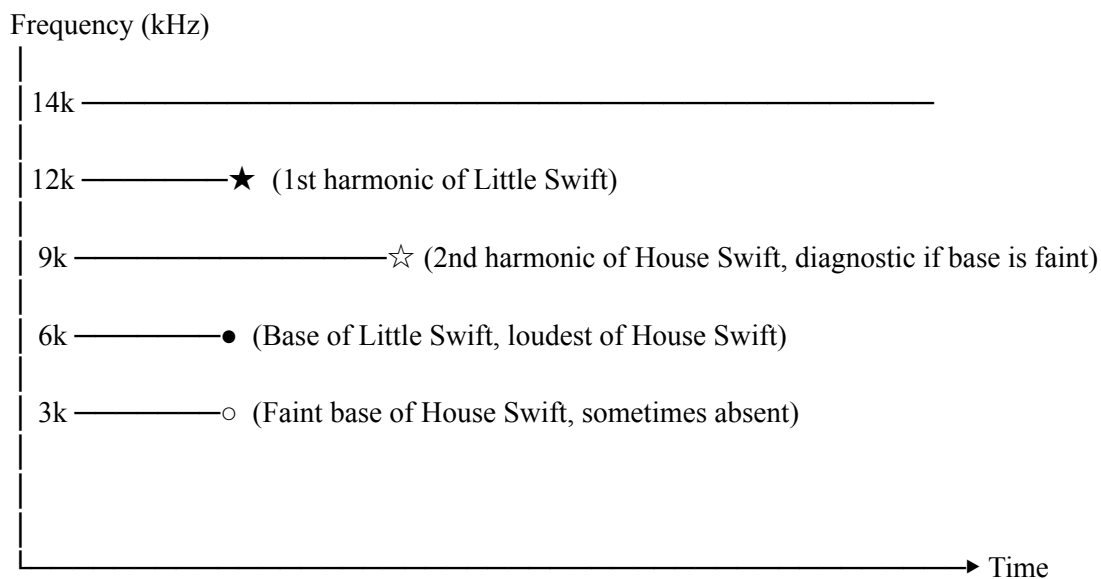 Frequency (kHz)
14k
12k ★ (1st harmonic of Little Swift)
9k ☆ (2nd harmonic of House Swift, diagnostic if base is faint)
6k ● (Base of Little Swift, loudest of House Swift)
3k ○ (Faint base of House Swift, sometimes absent)
Time